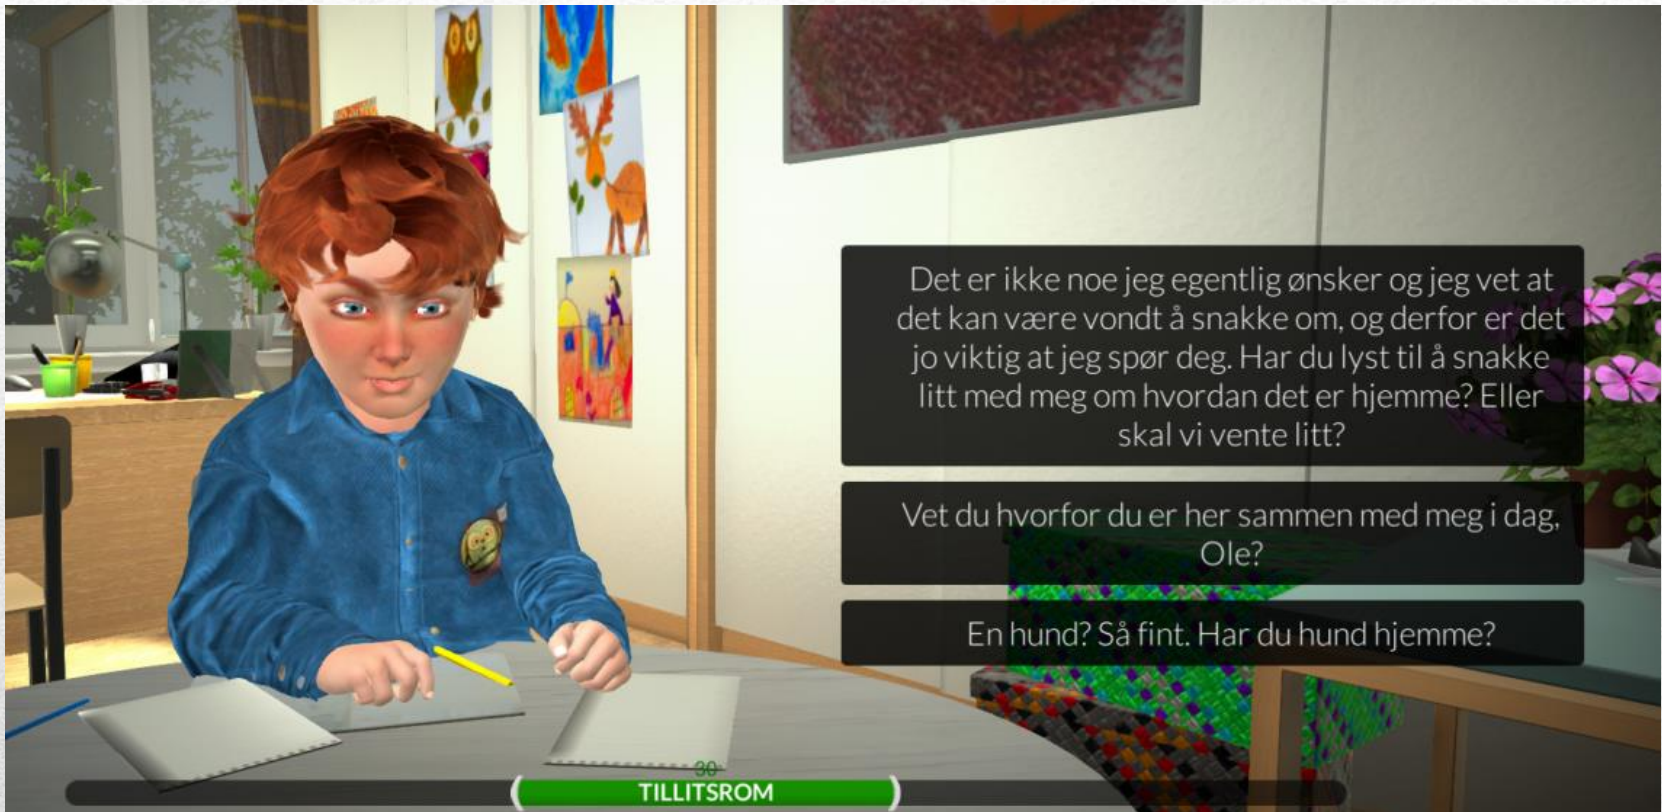 Det er ikke noe jeg egentlig ønsker og jeg vet at
det kan være vondt å snakke om, og derfor er det
jo viktig at jeg spør deg. Har du lyst til å snakke
litt med meg om hvordan det er hjemme? Eller
skal vi vente litt?
Vet du hvorfor du er her sammen med meg i dag,
Ole?
En hund? Så fint. Har du hund hjemme?
30
TILLITSROM